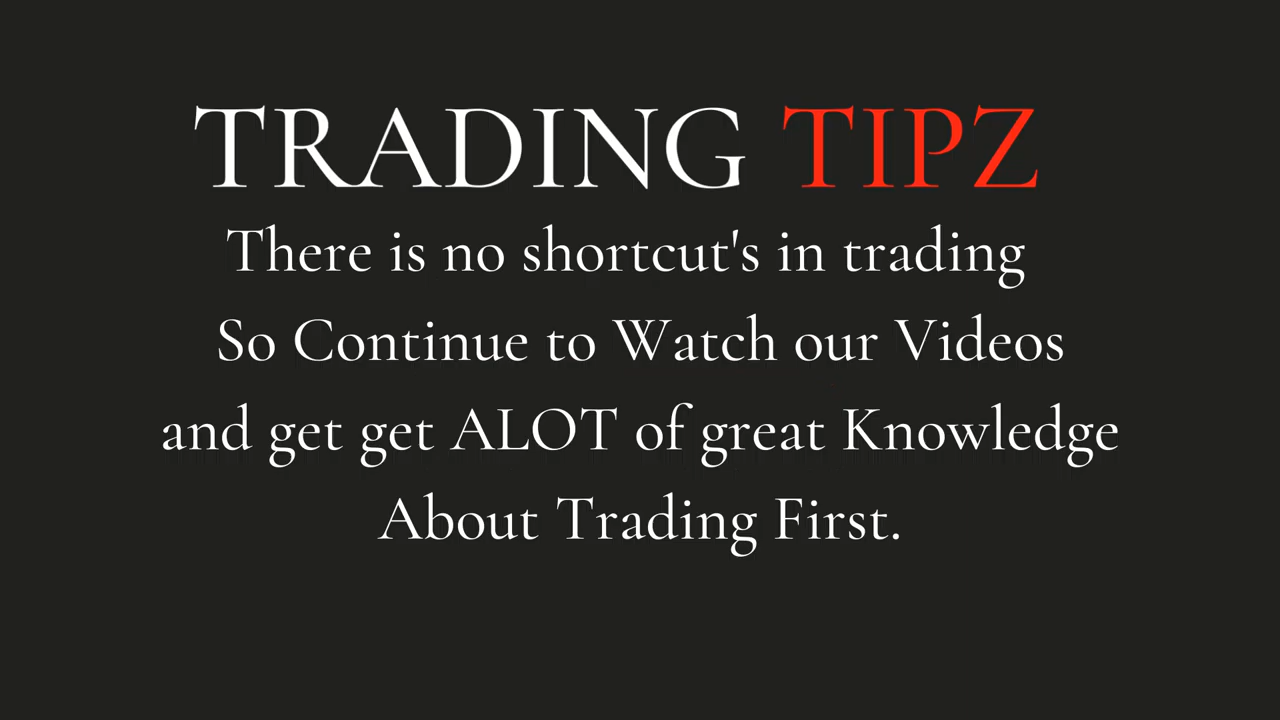 TRADING TIPZ
There is no shortcut's in trading
So Continue to Watch our Videos
and get get ALOT of great Knowledge
About Trading First.